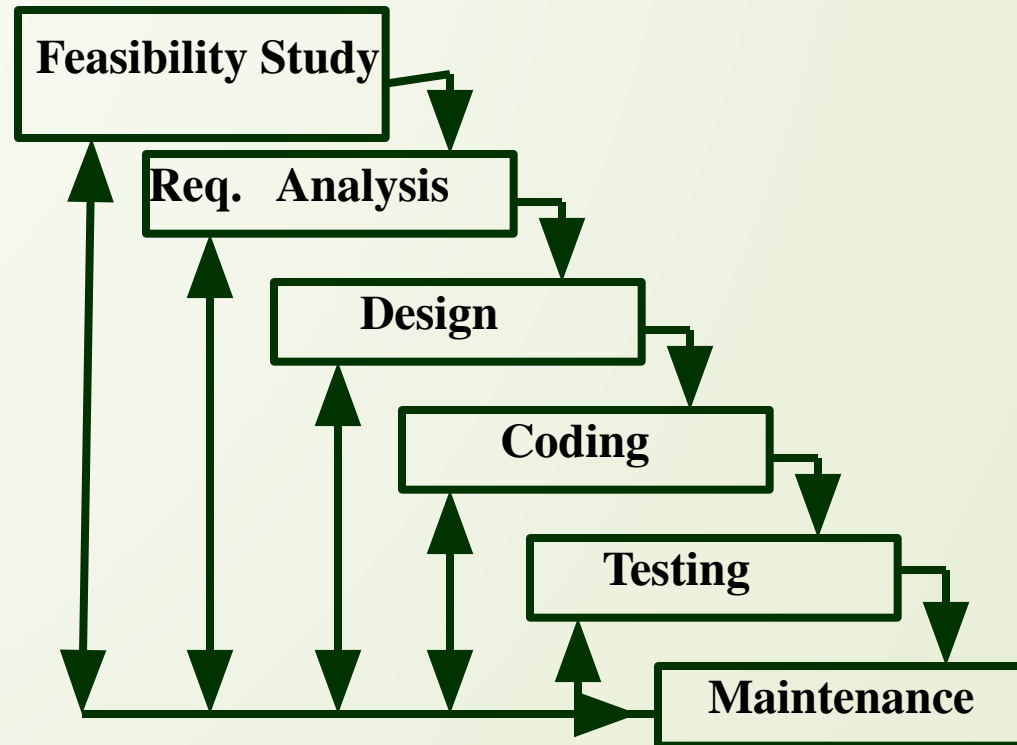 Feasibility Study
Req. Analysis
Design
Coding
Testing
Maintenance